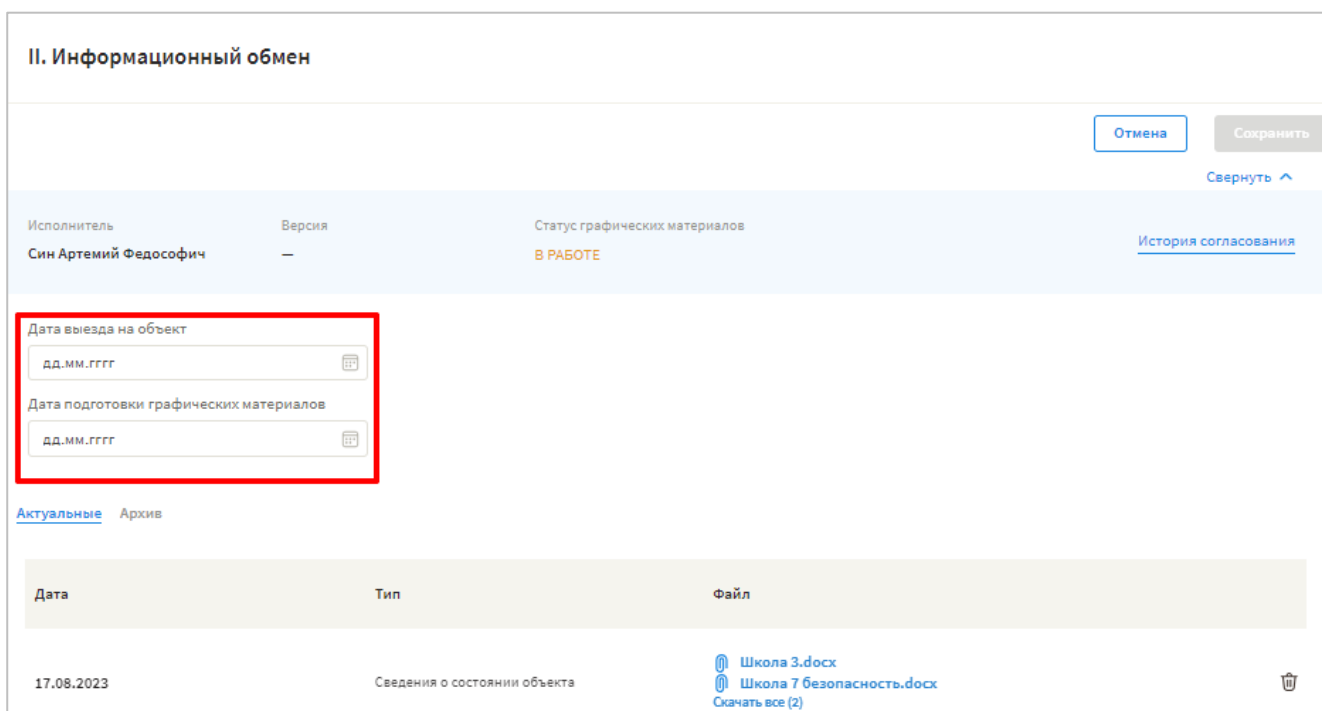 II. Информационный обмен
Отмена Сохранить
Свернуть
Исполнитель Версия Статус графических материалов
История согласования
Син Артемий Федософич — В РАБОТЕ
Дата выезда на объект
дд.мм.гггг
Дата подготовки графических материалов
дд.мм.гггг
Актуальные Архив
Дата Тип Файл
Школа 3.docx
17.08.2023 Сведения о состоянии объекта Школа 7 безопасность.docx
Скачать все (2)